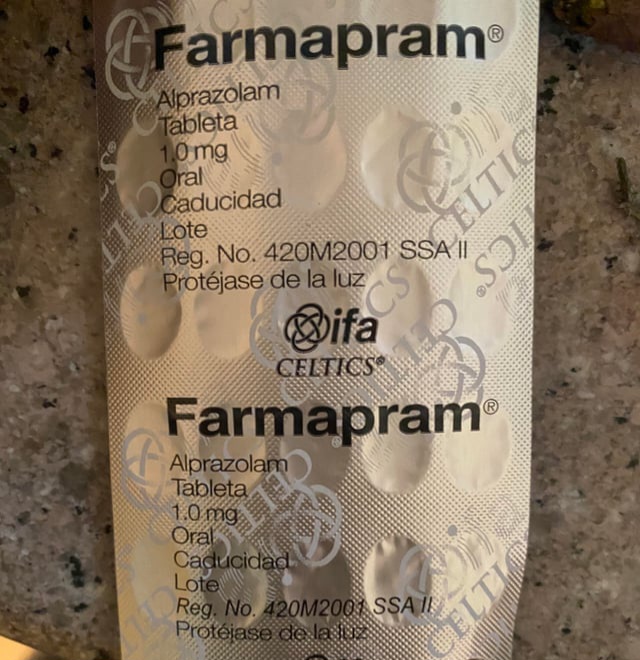 Farmapram®
Alprazolam
Tableta
1.0 mg
Oral
Caducidad
Lote
Reg. No. 420M2001 SSA II
Protéjase de la luz
ifa
CELTICS®
Farmapram®
Alprazolam
Tableta
1.0 mg
Oral
Caducidad
Lote
Reg. No. 420M2001 SSA II
Protéjase de la luz